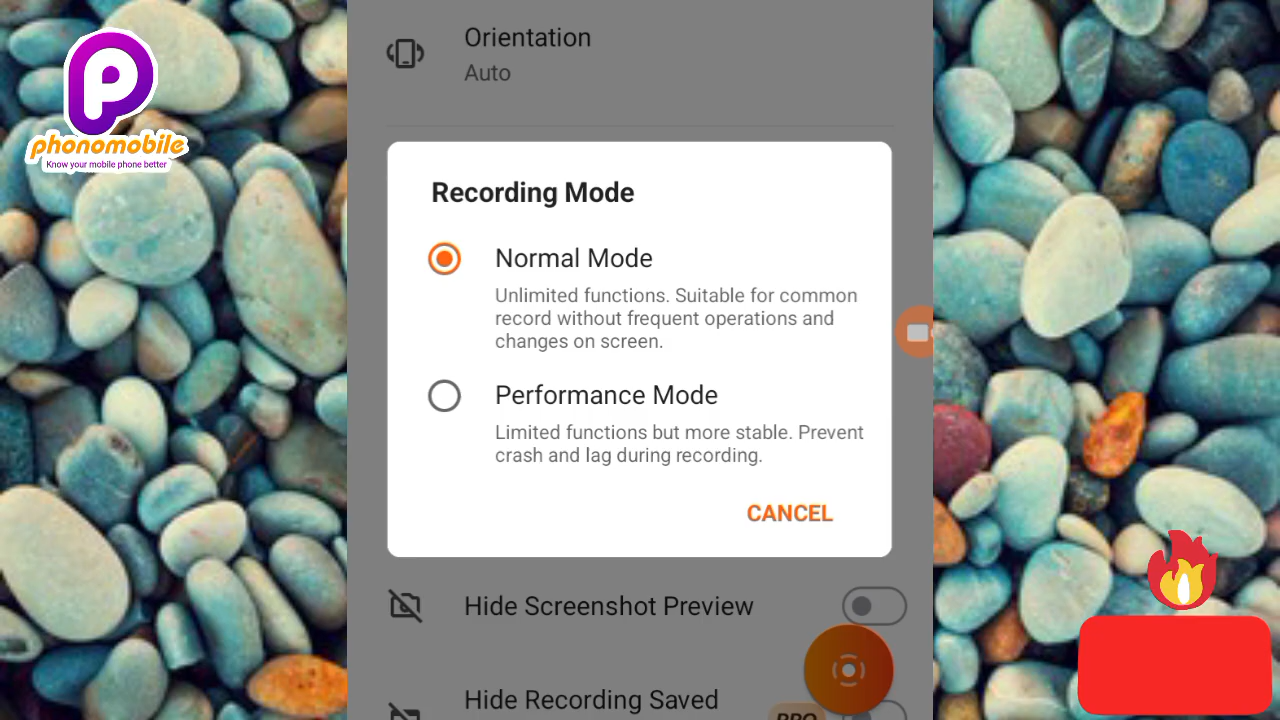 phonomobile
Know your mobile phone better
Orientation
Auto
Recording Mode
Normal Mode
Unlimited functions. Suitable for common
record without frequent operations and
changes on screen.
Performance Mode
Limited functions but more stable. Prevent
crash and lag during recording.
CANCEL
Hide Screenshot Preview
Hide Recording Saved
PRO